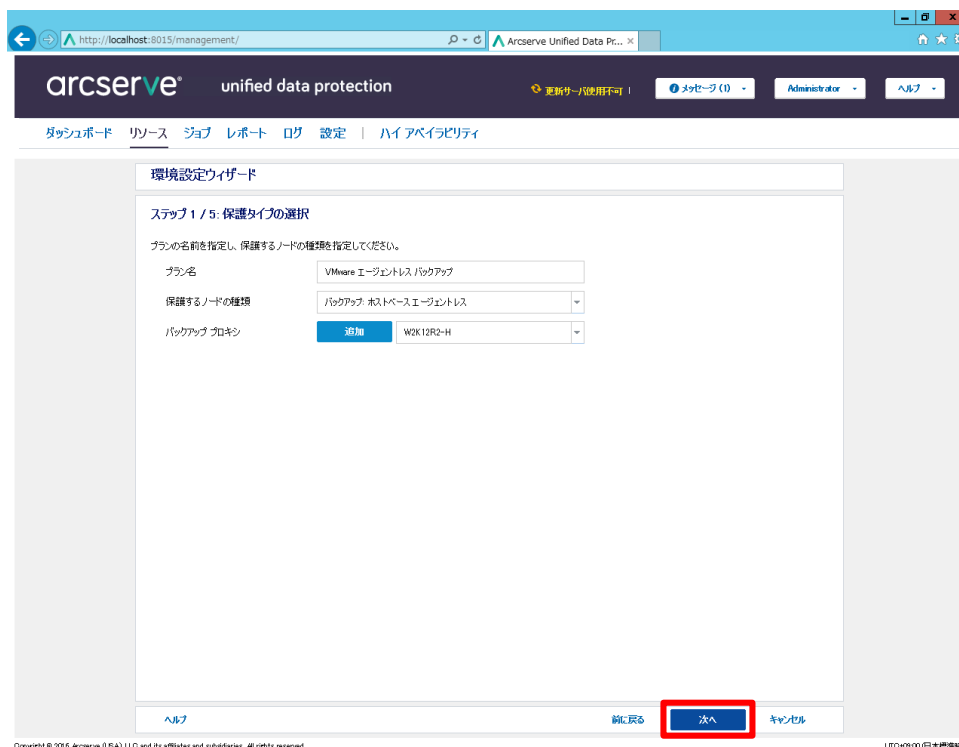 http://localhost:8015/management/
Arcserve Unified Data Pr...
arcserve® unified data protection
更新サーバ使用不可 |
メッセージ (1)
Administrator
ヘルプ
ダッシュボード リソース ジョブ レポート ログ 設定 | ハイ アベイラビリティ
環境設定ウィザード
ステップ 1 / 5: 保護タイプの選択
プランの名前を指定し、保護するノードの種類を指定してください。
プラン名 VMware エージェントレス バックアップ
保護するノードの種類 バックアップ: ホストベース エージェントレス
バックアップ プロキシ 追加 W2K12R2-H
ヘルプ 前に戻る 次へ キャンセル